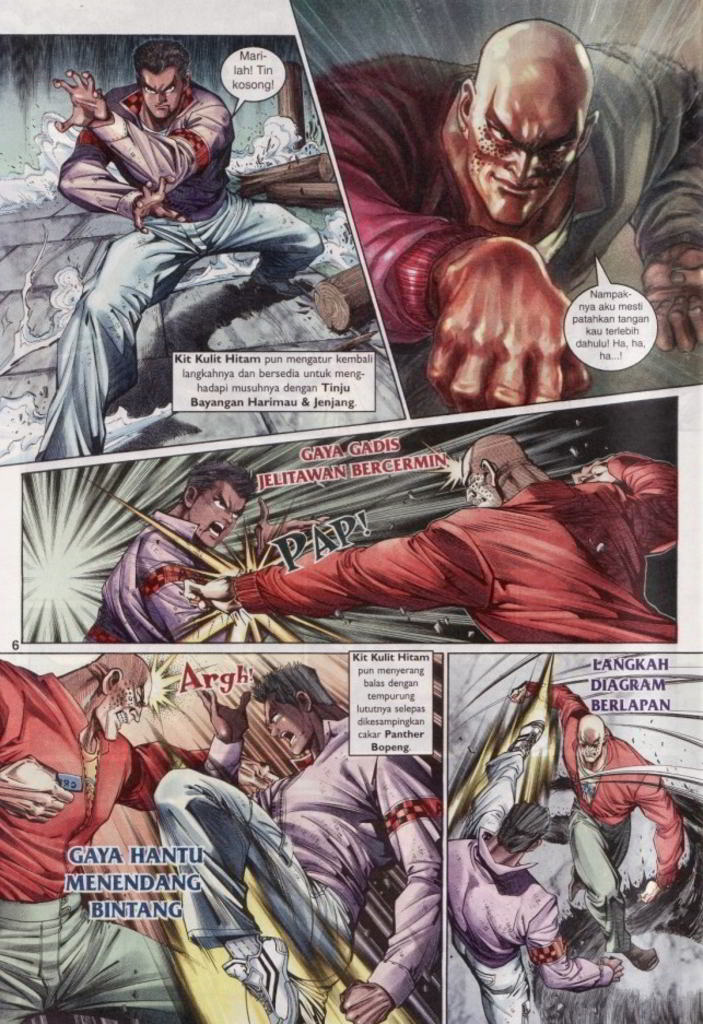 Mari-
lah! Tin
kosong!
Nampak-
nya aku mesti
patahkan tangan
kau terlebih
dahulu! Ha, ha,
ha...!
Kit Kulit Hitam pun mengatur kembali
langkahnya dan bersedia untuk meng-
hadapi musuhnya dengan Tinju
Bayangan Harimau & Jenjang.
GAYA GADIS
JELITAWAN BERCERMIN
PAP!
6
Argh!
Kit Kulit Hitam
pun menyerang
balas dengan
tempurung
lututnya selepas
dikesampingkan
cakar Panther
Bopeng.
GAYA HANTU
MENENDANG
BINTANG
LANGKAH
DIAGRAM
BERLAPAN